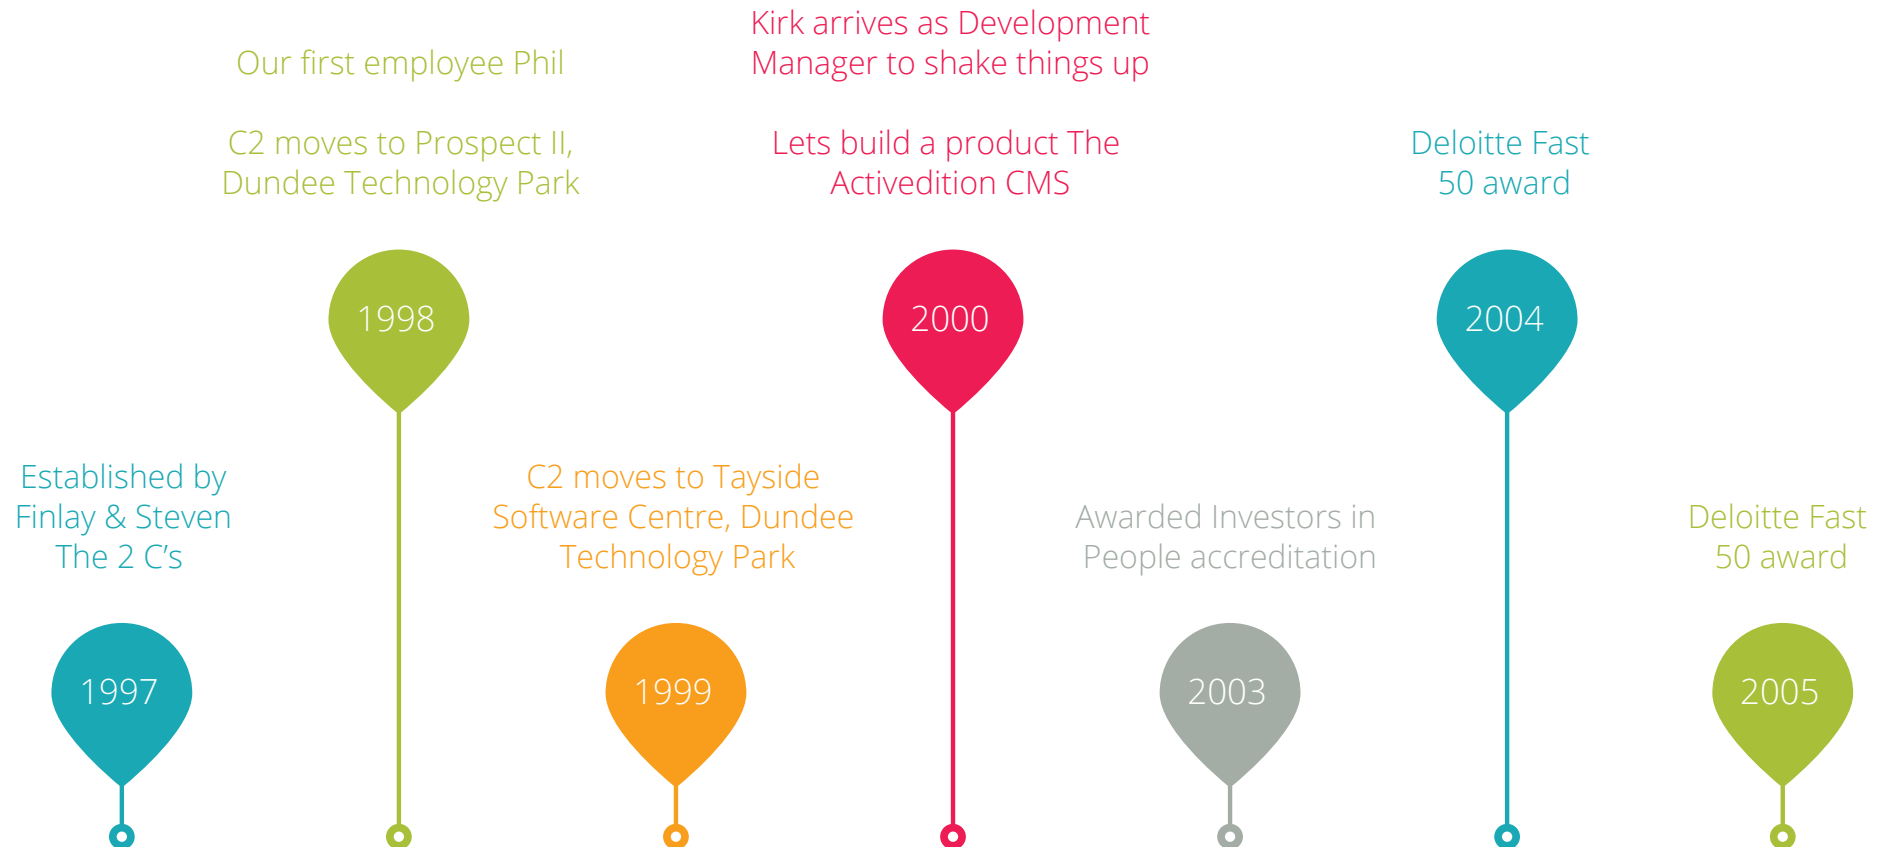 Established by
Finlay & Steven
The 2 C’s
1997
Our first employee Phil
C2 moves to Prospect II,
Dundee Technology Park
1998
C2 moves to Tayside
Software Centre, Dundee
Technology Park
1999
Kirk arrives as Development
Manager to shake things up
Lets build a product The
Activedition CMS
2000
Awarded Investors in
People accreditation
2003
Deloitte Fast
50 award
2004
Deloitte Fast
50 award
2005